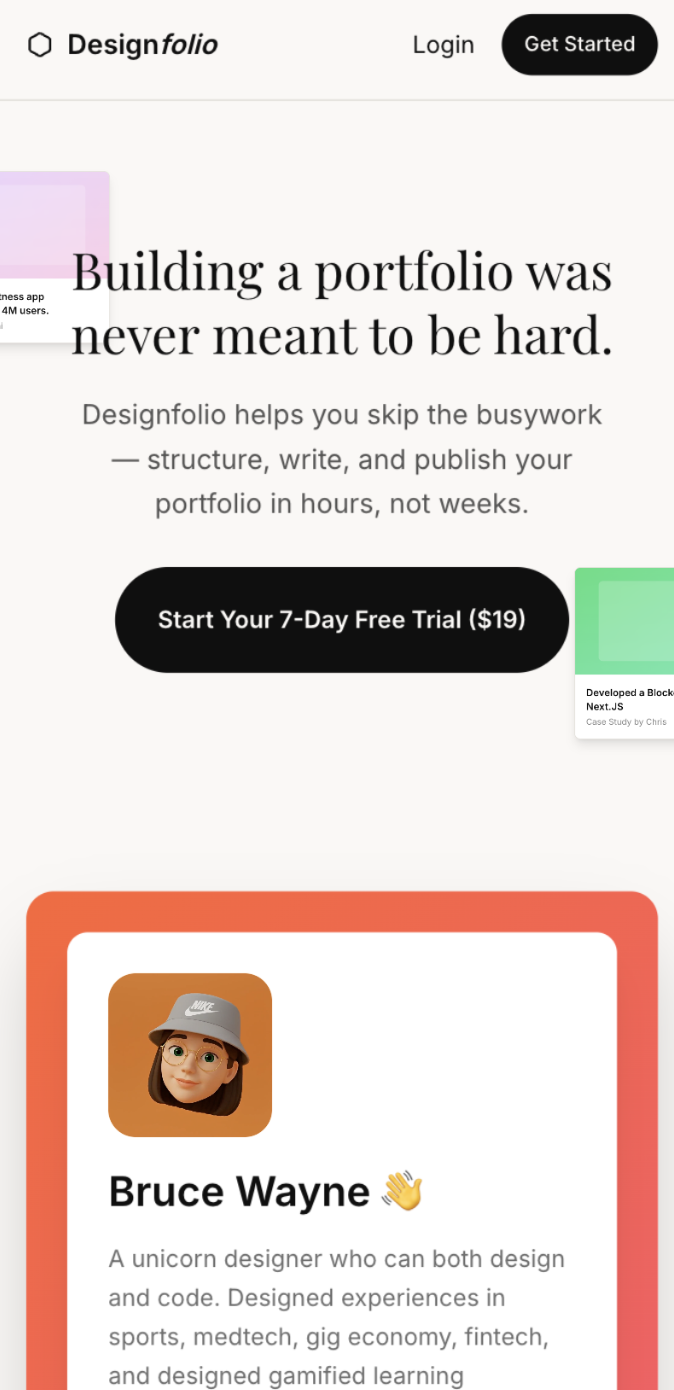 Designfolio
Login
Get Started
tness app
4M users.
Building a portfolio was
never meant to be hard.
Designfolio helps you skip the busywork
— structure, write, and publish your
portfolio in hours, not weeks.
Start Your 7-Day Free Trial ($19)
Developed a Block
Next.JS
Case Study by Chris
NIKE
Bruce Wayne 👋
A unicorn designer who can both design
and code. Designed experiences in
sports, medtech, gig economy, fintech,
and designed gamified learning